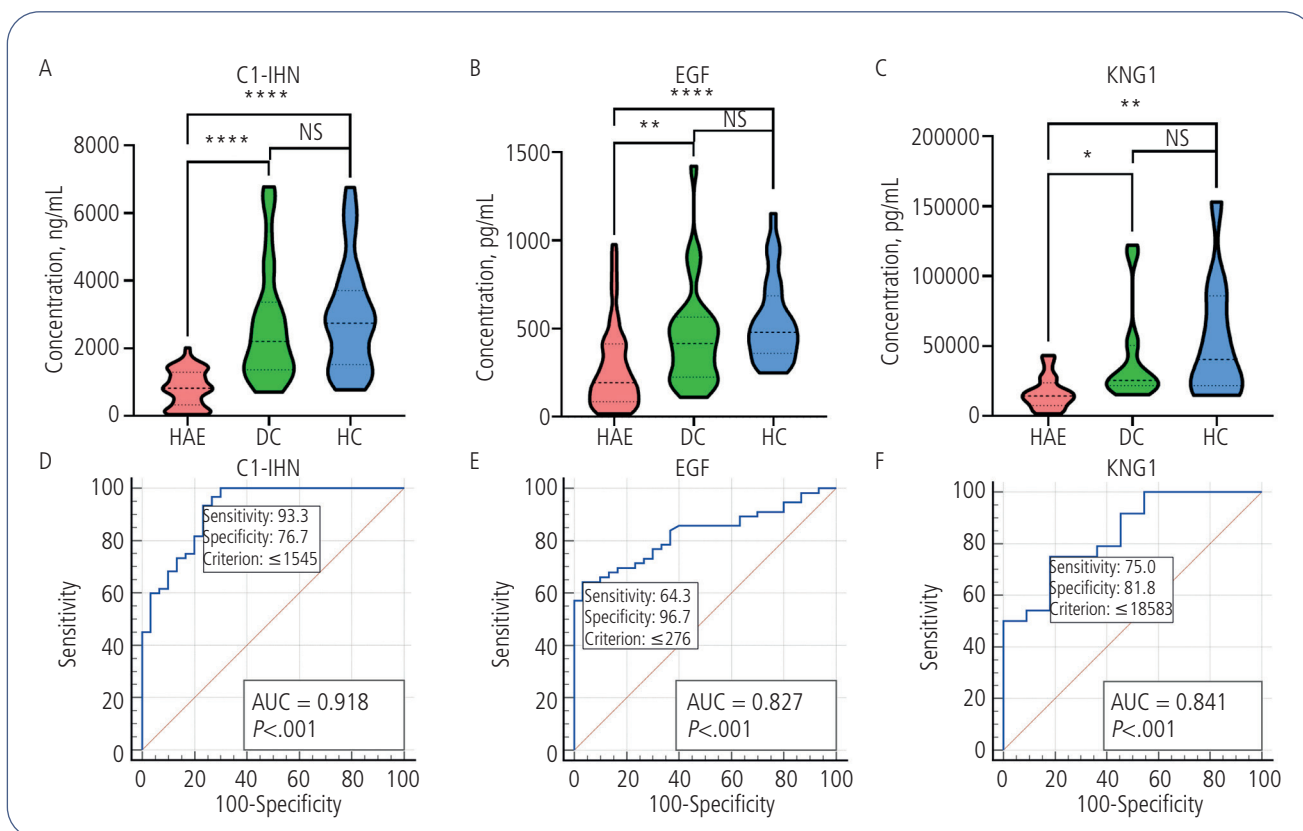 A
C1-IHN
****
****
NS
8000
6000
4000
2000
0
Concentration, ng/mL
HAE
DC
HC
B
EGF
****
**
NS
1500
1000
500
0
Concentration, pg/mL
HAE
DC
HC
C
KNG1
**
*
NS
200000
150000
100000
50000
0
Concentration, pg/mL
HAE
DC
HC
D
C1-IHN
100
80
60
40
20
0
Sensitivity
Sensitivity: 93.3
Specificity: 76.7
Criterion: ≤1545
AUC = 0.918
P<.001
0 20 40 60 80 100
100-Specificity
E
EGF
100
80
60
40
20
0
Sensitivity
Sensitivity: 64.3
Specificity: 96.7
Criterion: ≤276
AUC = 0.827
P<.001
0 20 40 60 80 100
100-Specificity
F
KNG1
100
80
60
40
20
0
Sensitivity
Sensitivity: 75.0
Specificity: 81.8
Criterion: ≤18583
AUC = 0.841
P<.001
0 20 40 60 80 100
100-Specificity